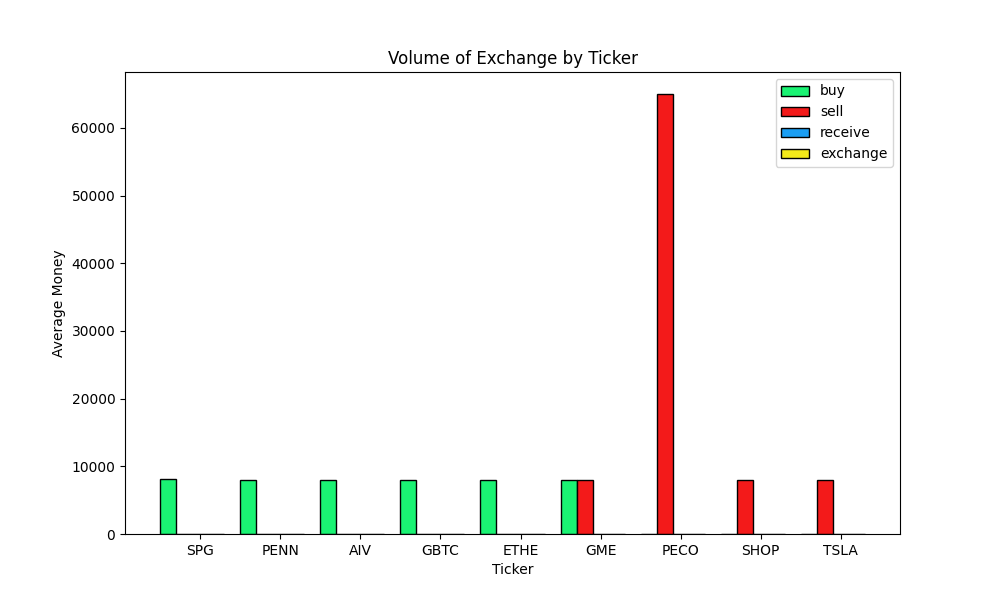 Volume of Exchange by Ticker
buy
sell
receive
exchange
60000
50000
40000
30000
20000
10000
0
Average Money
SPG PENN AIV GBTC ETHE GME PECO SHOP TSLA
Ticker